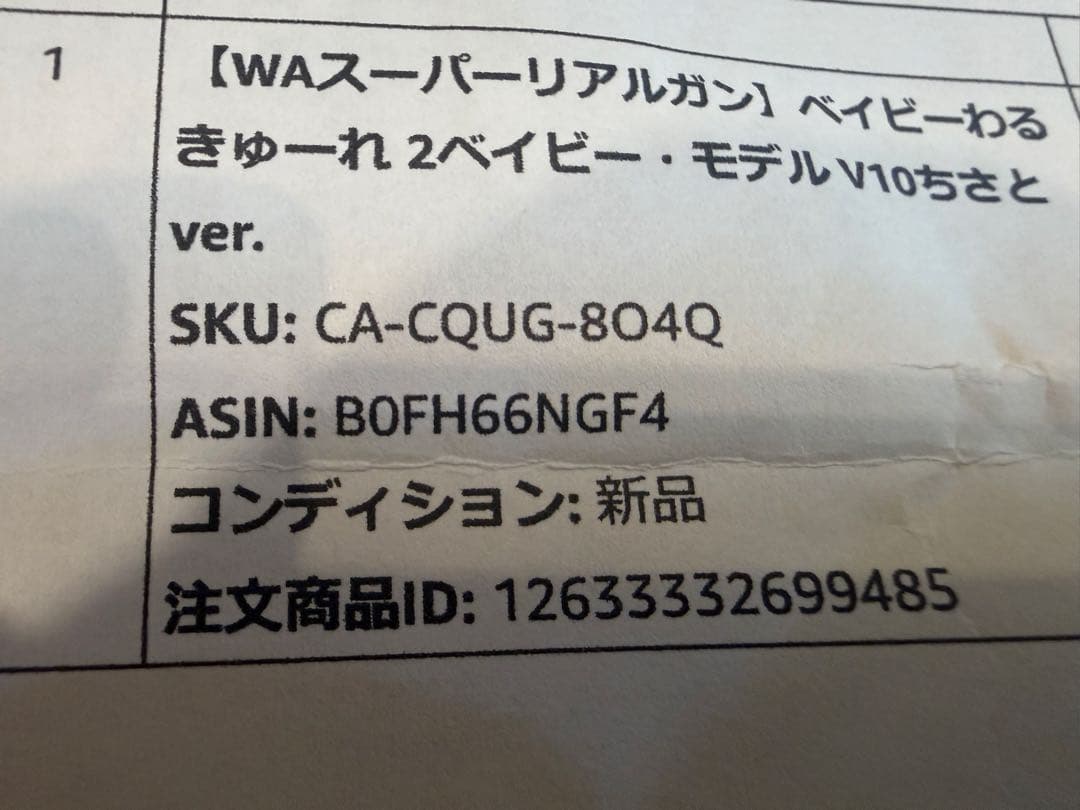 1
【WAスーパーリアルガン】ベイビーわる
きゅーれ 2ベイビー・モデル V10ちさと
ver.
SKU: CA-CQUG-8O4Q
ASIN: B0FH66NGF4
コンディション: 新品
注文商品ID: 12633332699485